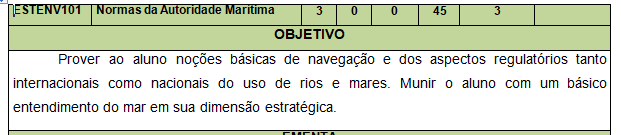 ESTENV101 Normas da Autoridade Marítima 3 0 0 45 3
OBJETIVO
Prover ao aluno noções básicas de navegação e dos aspectos regulatórios tanto
internacionais como nacionais do uso de rios e mares. Munir o aluno com um básico
entendimento do mar em sua dimensão estratégica.
EMENTA